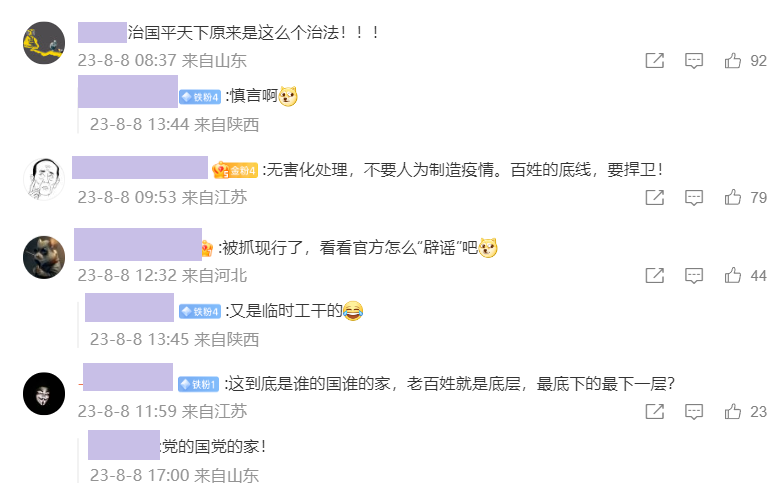 治国平天下原来是这么个治法！！！
23-8-8 08:37 来自山东
92
铁粉4 :慎言啊
23-8-8 13:44 来自陕西
5 金粉4 :无害化处理，不要人为制造疫情。百姓的底线，要捍卫！
23-8-8 09:53 来自江苏
79
:被抓现行了，看看官方怎么“辟谣”吧
23-8-8 12:32 来自河北
44
铁粉4 :又是临时工干的
23-8-8 13:45 来自陕西
铁粉1 :这到底是谁的国谁的家，老百姓就是底层，最底下的最下一层？
23-8-8 11:59 来自江苏
23
:党的国党的家！
23-8-8 17:00 来自山东